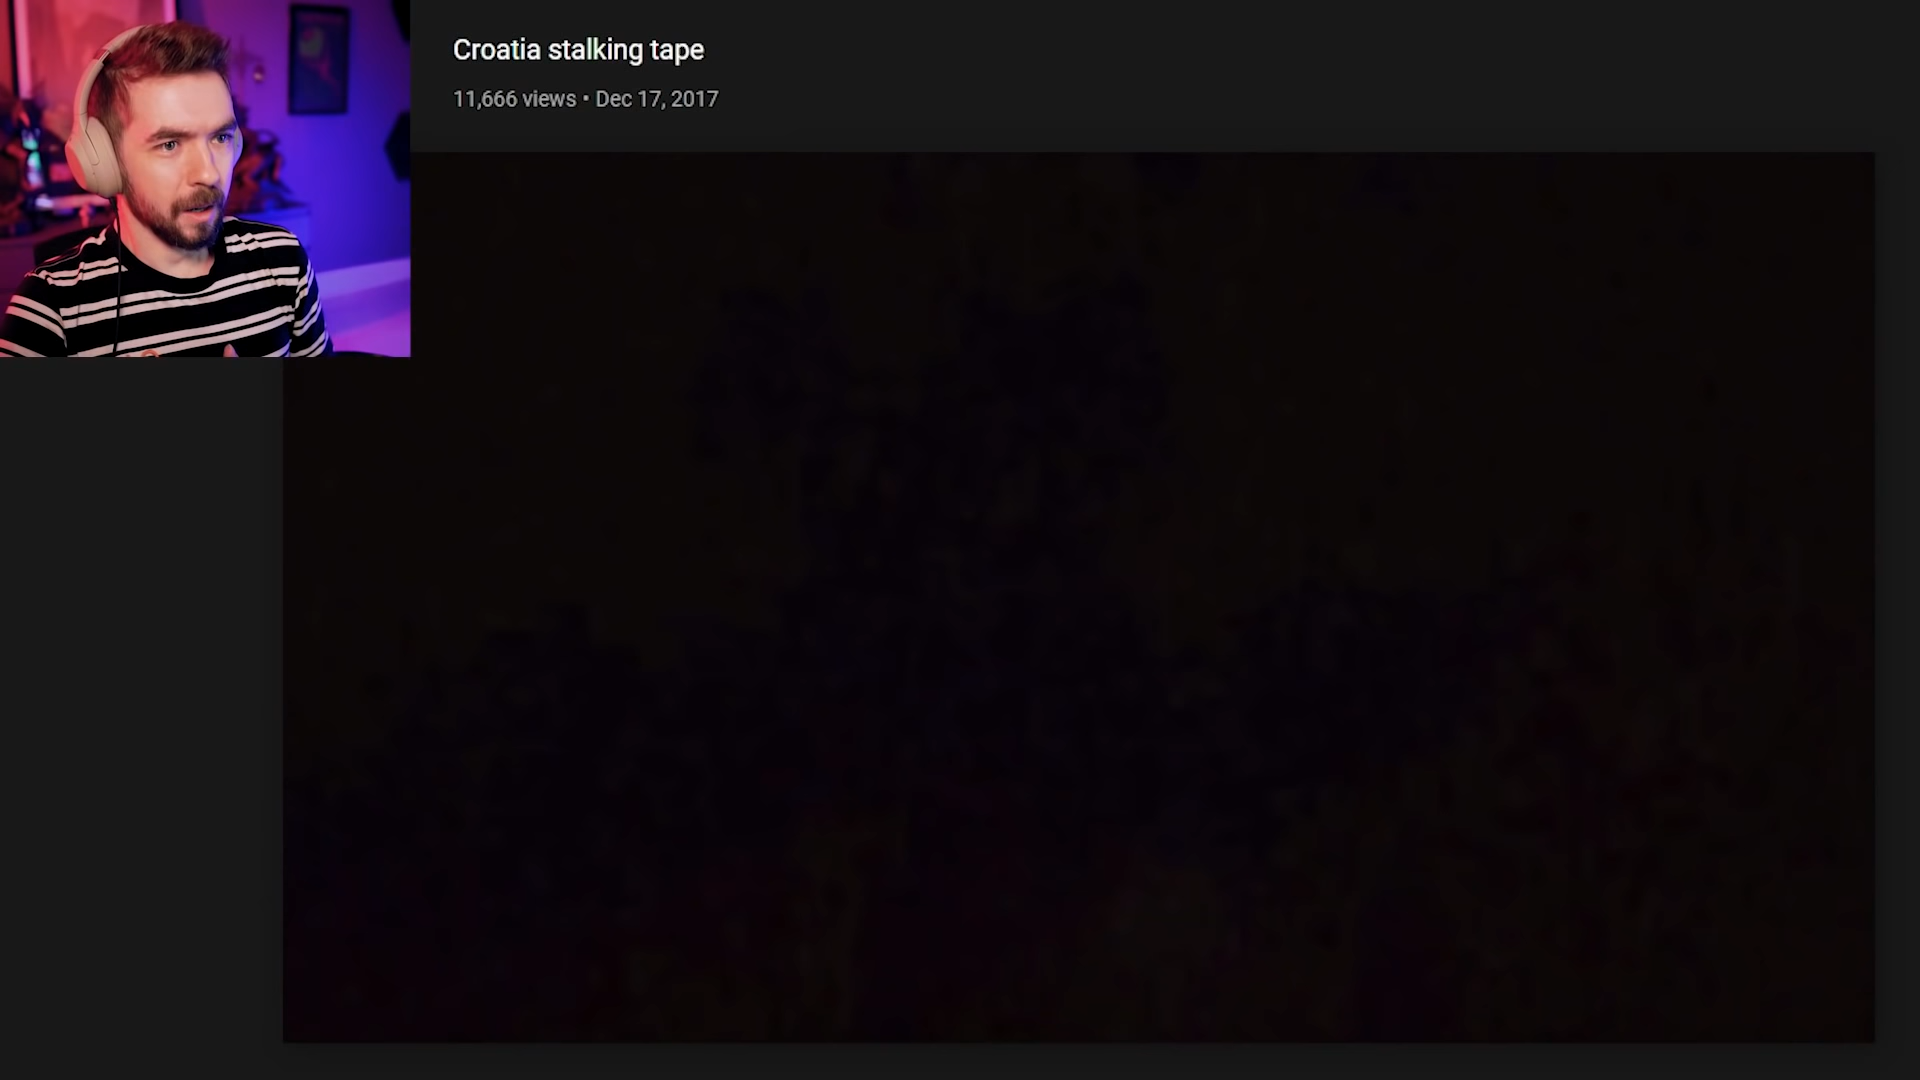 Croatia stalking tape
11,666 views • Dec 17, 2017